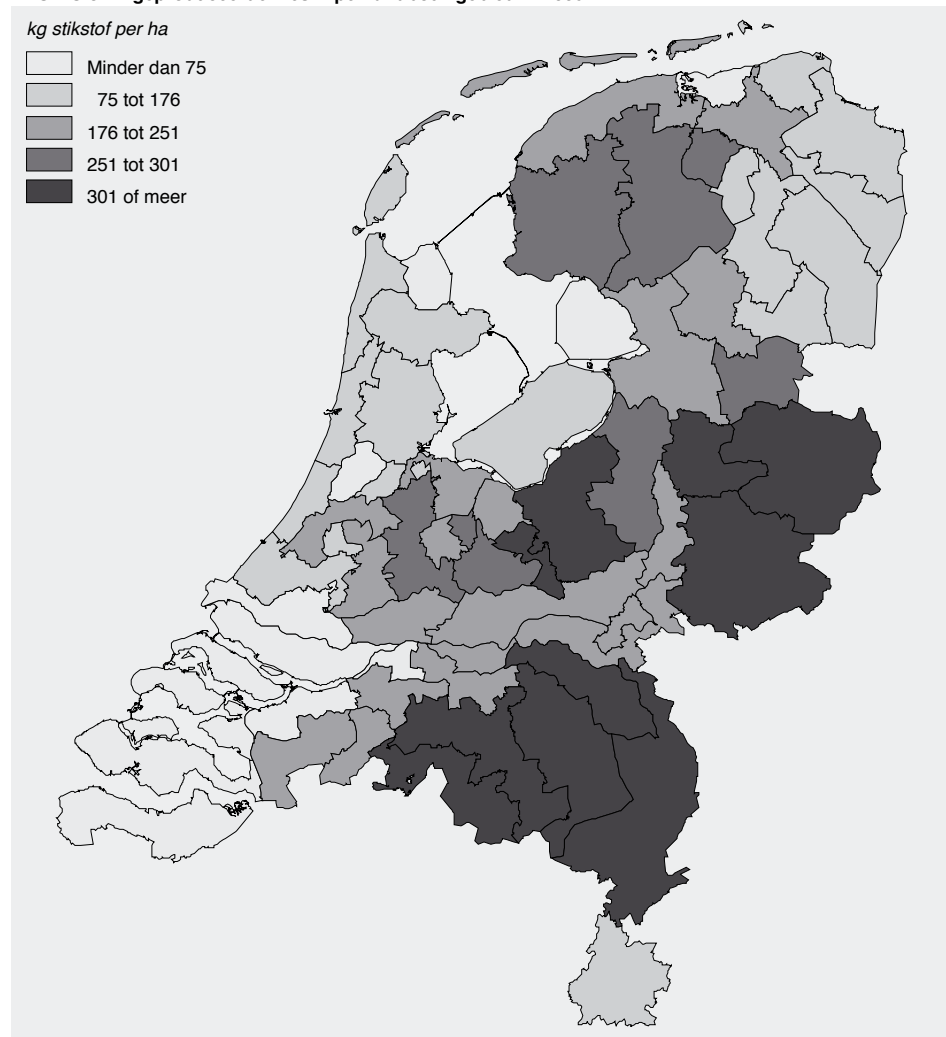 kg stikstof per ha
Minder dan 75
75 tot 176
176 tot 251
251 tot 301
301 of meer